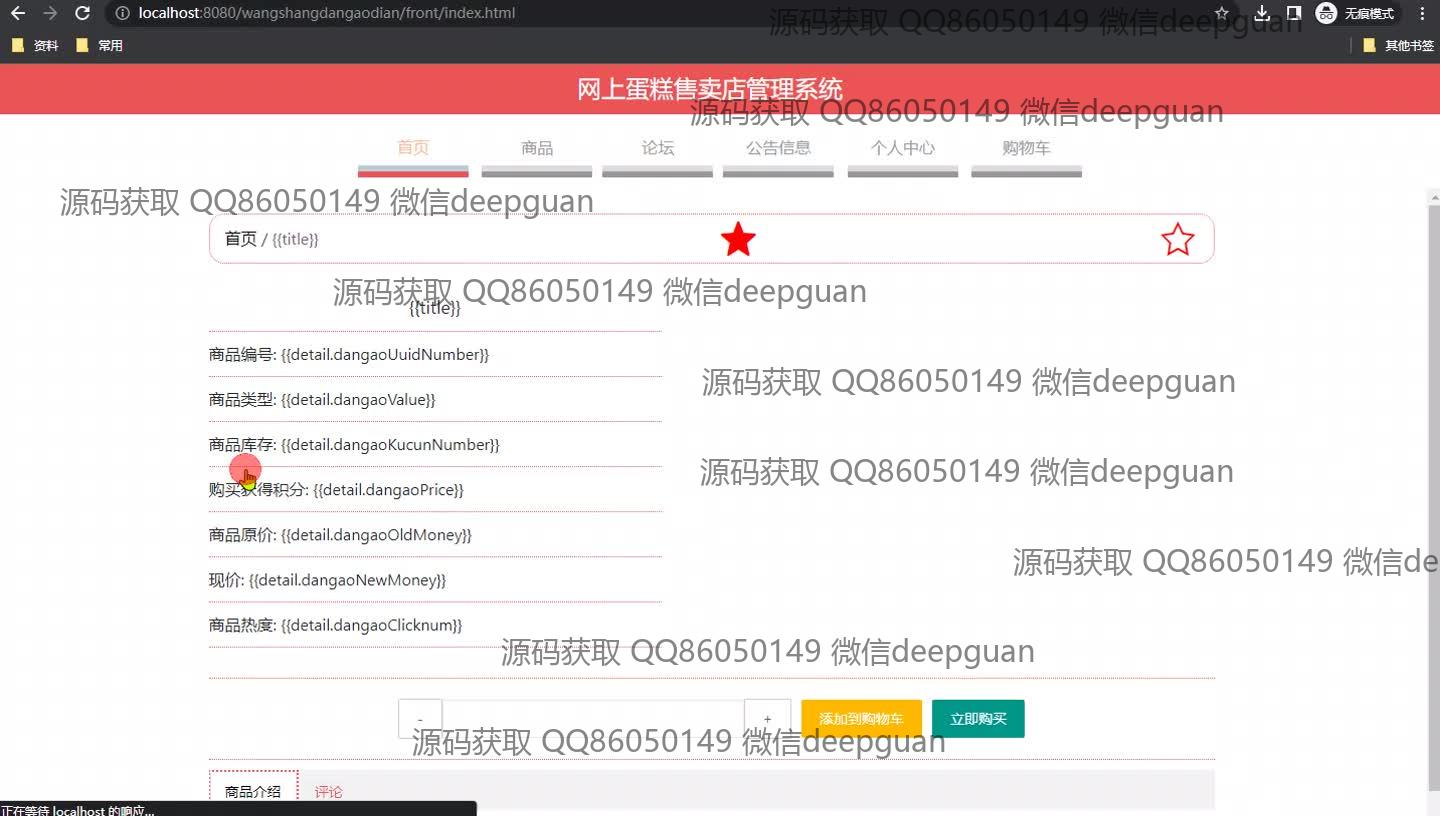 localhost:8080/wangshangdangaodian/front/index.html
无痕模式
资料
常用
其他书签
源码获取 QQ86050149 微信deepguan
网上蛋糕售卖店管理系统
源码获取 QQ86050149 微信deepguan
首页
商品
论坛
公告信息
个人中心
购物车
源码获取 QQ86050149 微信deepguan
首页 / {{title}}
源码获取 QQ86050149 微信deepguan
{{title}}
商品编号: {{detail.dangaoUuidNumber}}
源码获取 QQ86050149 微信deepguan
商品类型: {{detail.dangaoValue}}
商品库存: {{detail.dangaoKucunNumber}}
源码获取 QQ86050149 微信deepguan
购买获得积分: {{detail.dangaoPrice}}
商品原价: {{detail.dangaoOldMoney}}
源码获取 QQ86050149 微信de
现价: {{detail.dangaoNewMoney}}
商品热度: {{detail.dangaoClicknum}}
源码获取 QQ86050149 微信deepguan
-
+
添加到购物车
立即购买
源码获取 QQ86050149 微信deepguan
商品介绍
评论
正在等待 localhost 的响应...